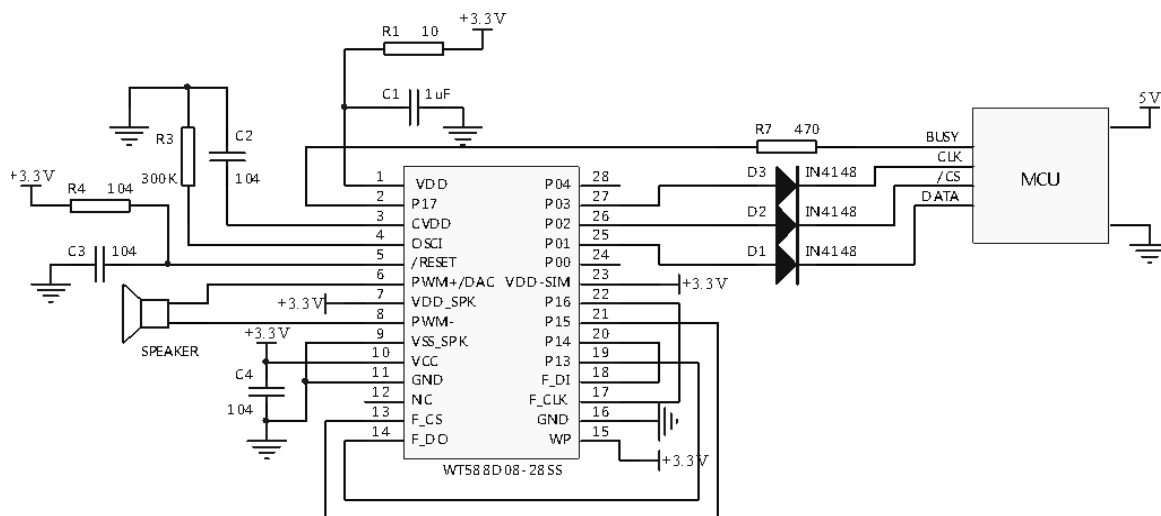 +3.3V
R1 10
5V
C1 1uF
R7 470
BUSY
CLK
/CS
DATA
MCU
R3
300K
C2
104
+3.3V
R4 104
C3 104
D3 IN4148
D2 IN4148
D1 IN4148
1 VDD P04 28
2 P17 P03 27
3 CVDD P02 26
4 OSCI P01 25
5 /RESET P00 24
6 PWM+/DAC VDD-SIM 23
7 VDD_SPK P16 22
8 PWM- P15 21
9 VSS_SPK P14 20
10 VCC P13 19
11 GND F_DI 18
12 NC F_CLK 17
13 F_CS GND 16
14 F_DO WP 15
+3.3V
+3.3V
SPEAKER
+3.3V
C4
104
+3.3V
WT588D08-28SS